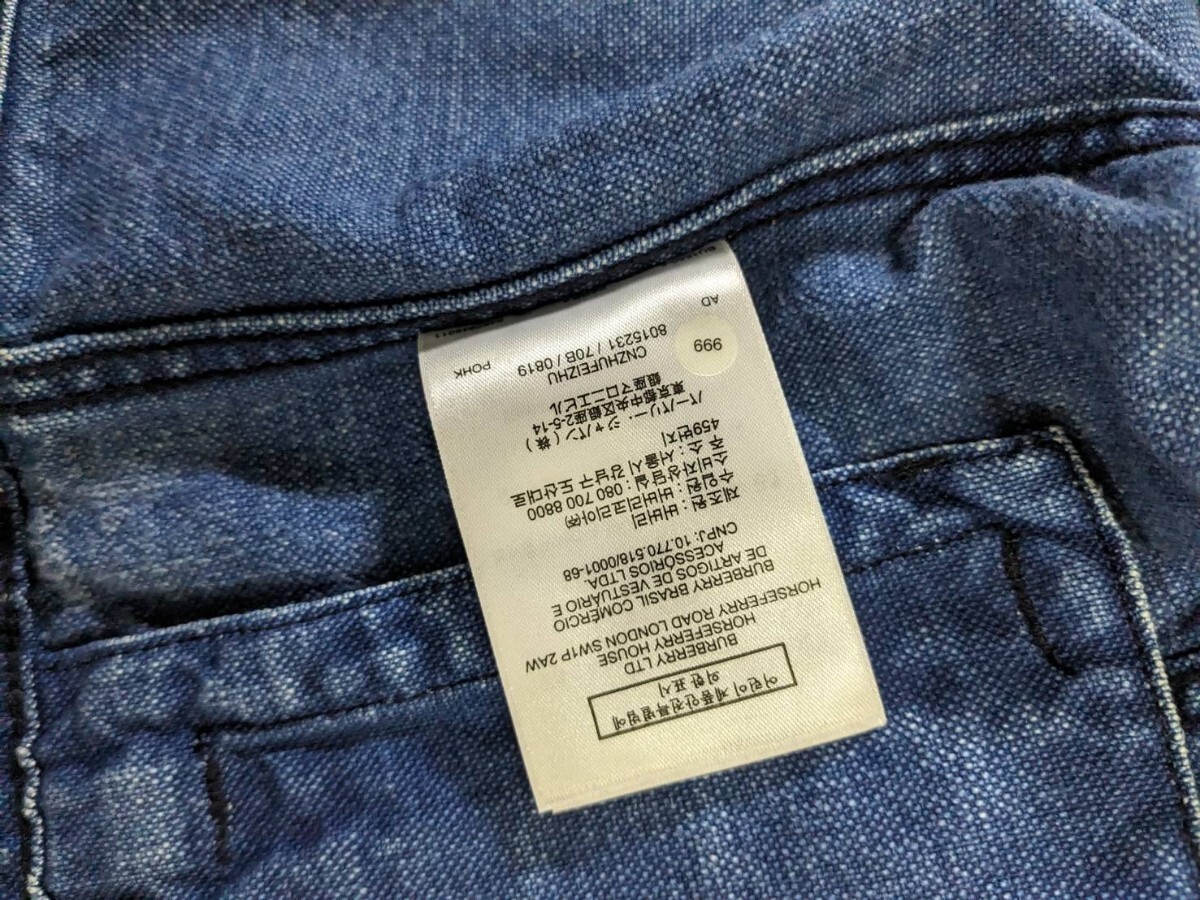 어린이 제품안전특별법에
의한 표시
BURBERRY LTD
HORSEFERRY HOUSE
HORSEFERRY ROAD LONDON SW1P 2AW
BURBERRY BRASIL COMÉRCIO
DE ARTIGOS DE VESTUÁRIO E
ACESSÓRIOS LTDA.
CNPJ: 10.770.518/0001-68
제조원 : 버버리
수입원 : 버버리코리아㈜
소비자상담실 : 080 700 8800
주 소 : 서울시 강남구 도산대로
459번지
バーバリー・ジャパン(株)
東京都中央区銀座2-5-14
銀座マロニエビル
CNZHUFEIZHU
8015231 / 70B / 0819
999
POHK
AD